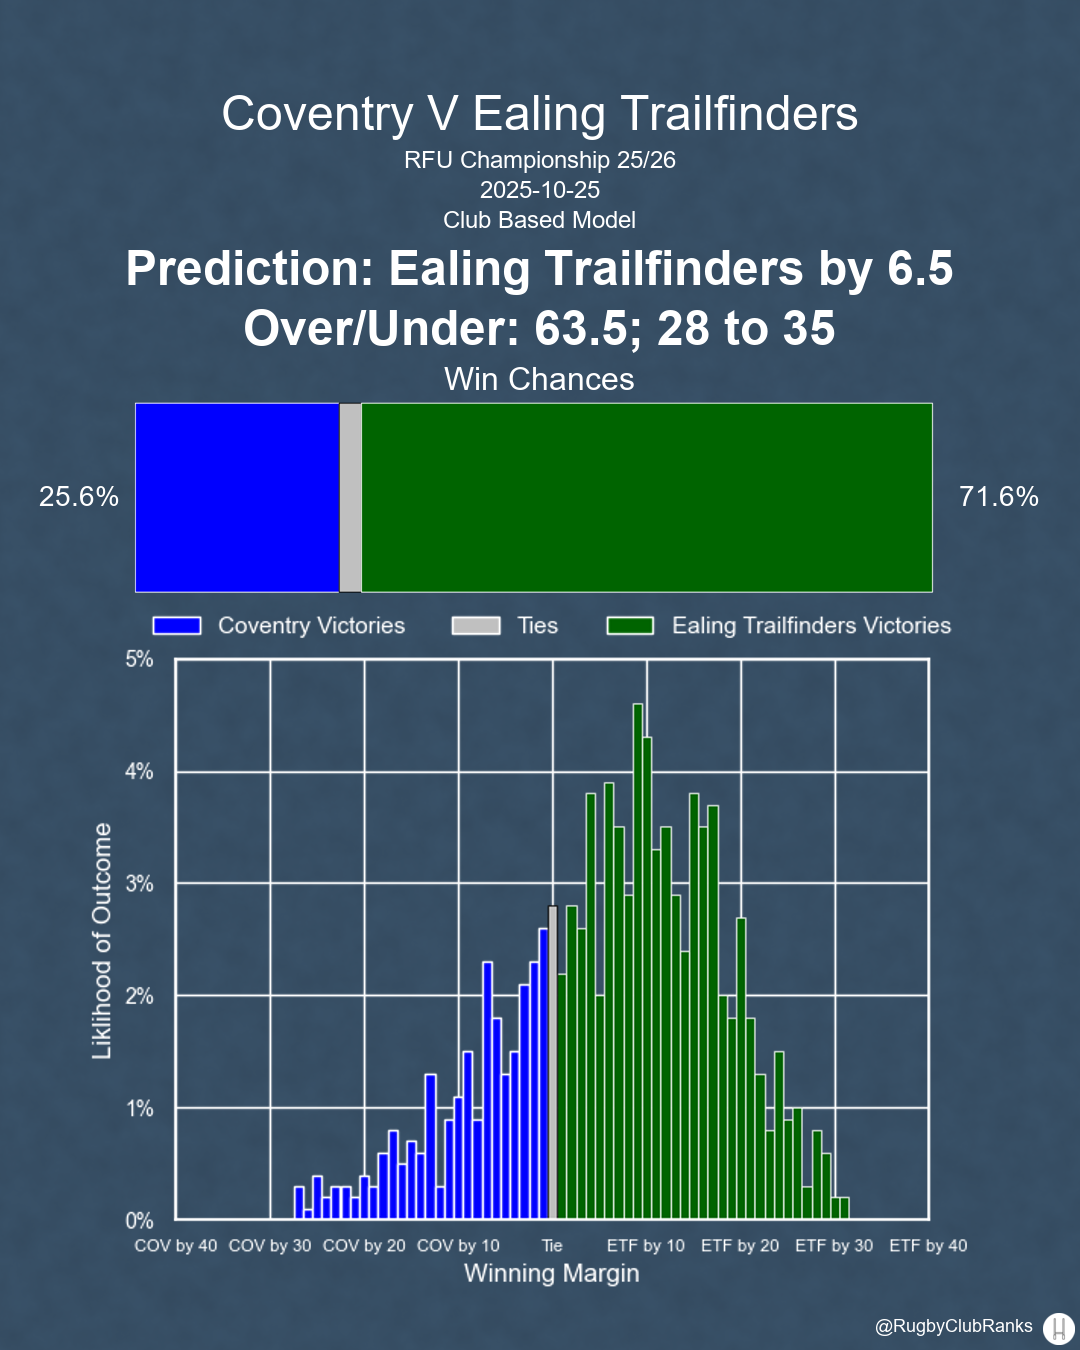 Coventry V Ealing Trailfinders
RFU Championship 25/26
2025-10-25
Club Based Model
Prediction: Ealing Trailfinders by 6.5
Over/Under: 63.5; 28 to 35
Win Chances
25.6%
71.6%
Coventry Victories
Ties
Ealing Trailfinders Victories
5%
4%
3%
2%
1%
0%
Liklihood of Outcome
COV by 40 COV by 30 COV by 20 COV by 10 Tie ETF by 10 ETF by 20 ETF by 30 ETF by 40
Winning Margin
@RugbyClubRanks